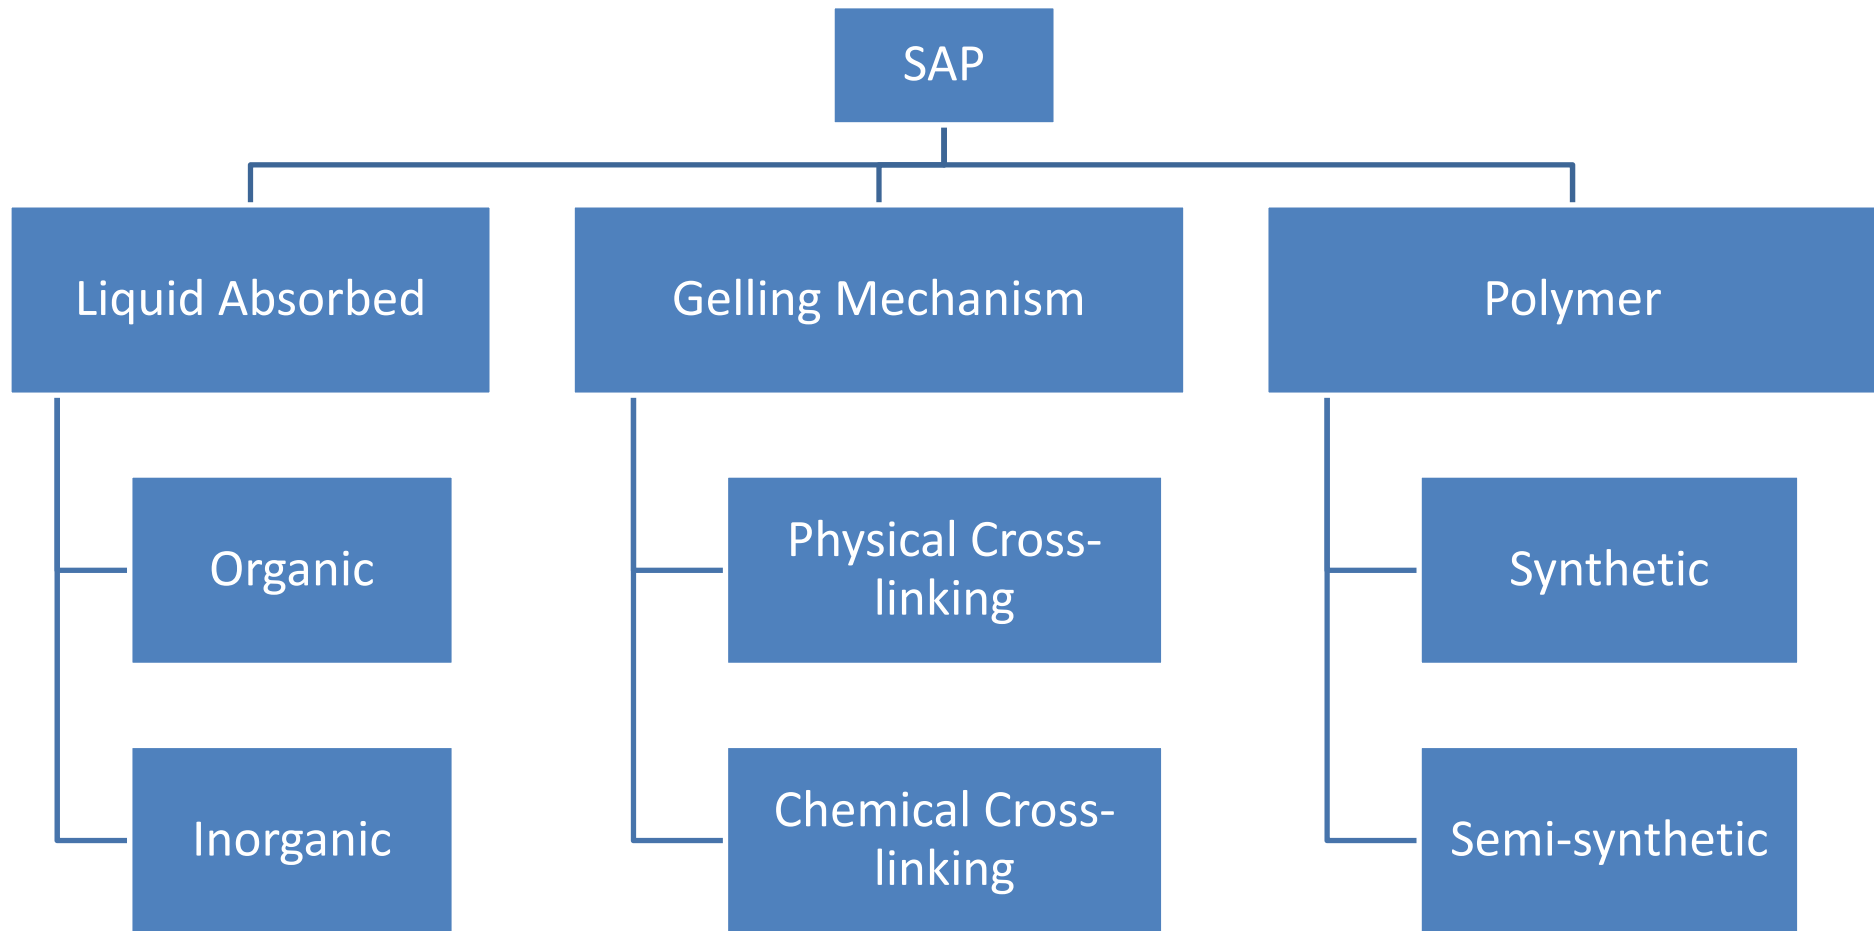 SAP
Liquid Absorbed
Gelling Mechanism
Polymer
Organic
Physical Cross-
linking
Synthetic
Inorganic
Chemical Cross-
linking
Semi-synthetic